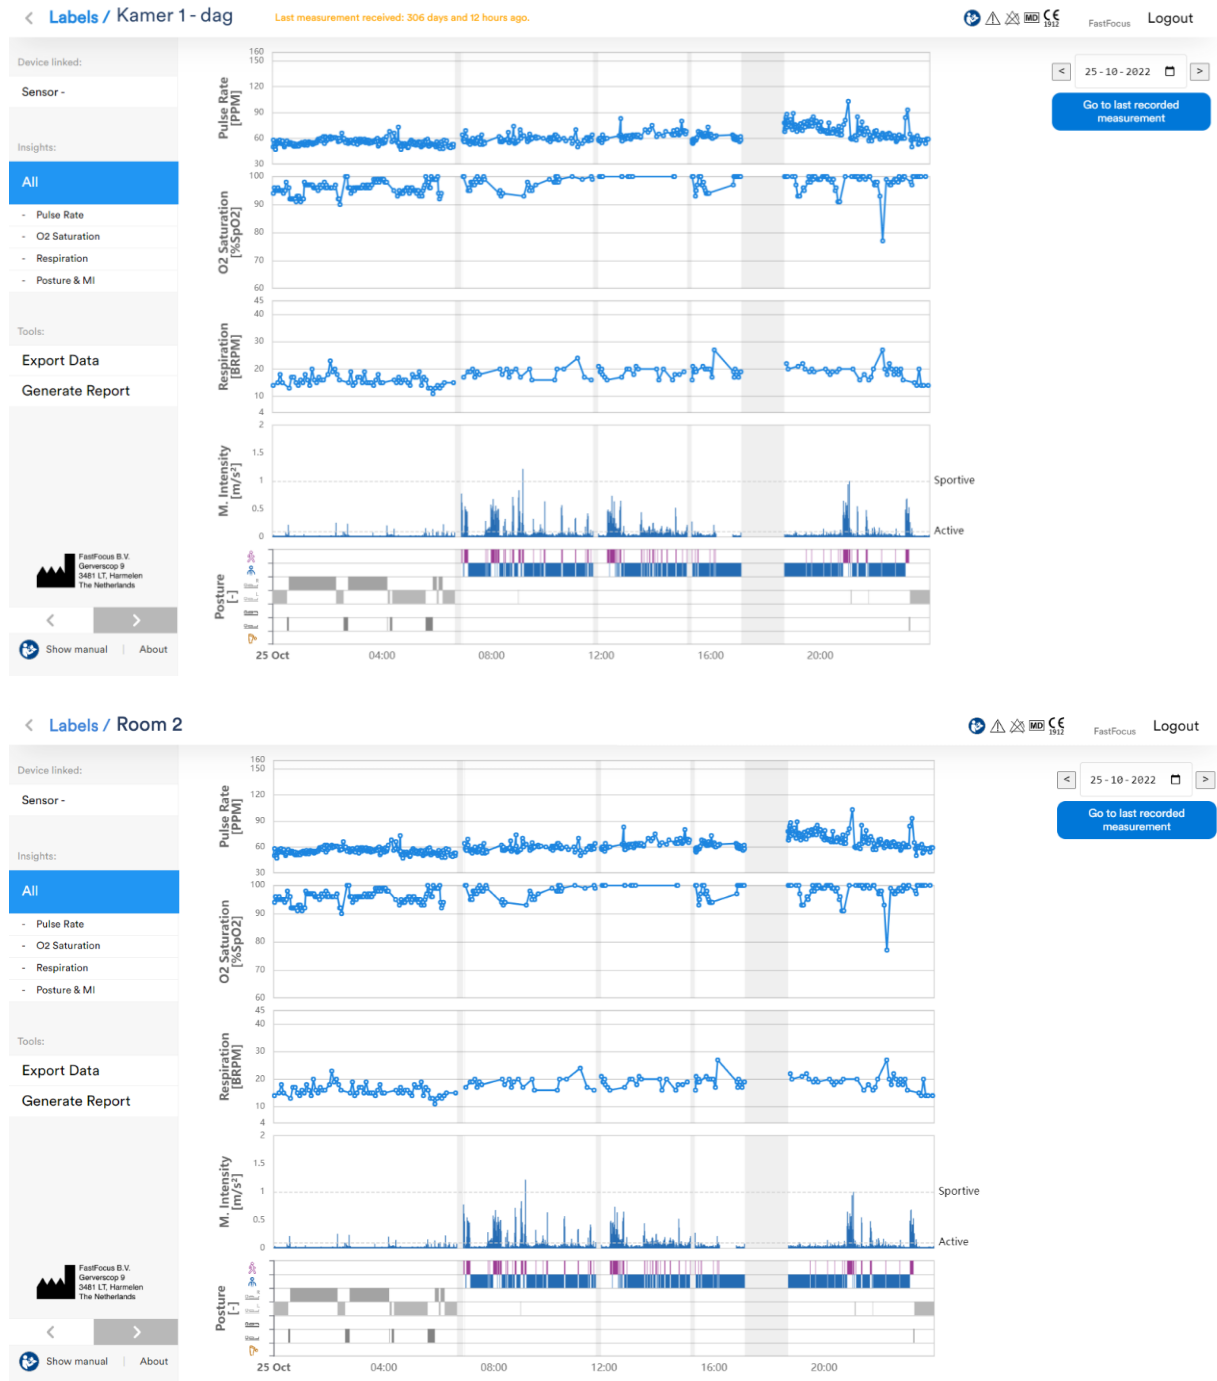 Labels / Kamer 1 - dag
Last measurement received: 306 days and 12 hours ago.
MD
CE
1912
FastFocus
Logout
Device linked:
Sensor -
Insights:
All
- Pulse Rate
- O2 Saturation
- Respiration
- Posture & MI
Tools:
Export Data
Generate Report
FastFocus B.V.
Gerverscop 9
3481 LT, Harmelen
The Netherlands
Show manual | About
Pulse Rate
[PPM]
160
150
120
90
60
30
O2 Saturation
[%SpO2]
100
90
80
70
60
Respiration
[BRPM]
45
40
30
20
10
4
M. Intensity
[m/s²]
2
1.5
1
0.5
0
Sportive
Active
Posture
[-]
25 Oct
04:00
08:00
12:00
16:00
20:00
<
25-10-2022
>
Go to last recorded
measurement
Labels / Room 2
MD
CE
1912
FastFocus
Logout
Device linked:
Sensor -
Insights:
All
- Pulse Rate
- O2 Saturation
- Respiration
- Posture & MI
Tools:
Export Data
Generate Report
FastFocus B.V.
Gerverscop 9
3481 LT, Harmelen
The Netherlands
Show manual | About
Pulse Rate
[PPM]
160
150
120
90
60
30
O2 Saturation
[%SpO2]
100
90
80
70
60
Respiration
[BRPM]
45
40
30
20
10
4
M. Intensity
[m/s²]
2
1.5
1
0.5
0
Sportive
Active
Posture
[-]
25 Oct
04:00
08:00
12:00
16:00
20:00
<
25-10-2022
>
Go to last recorded
measurement